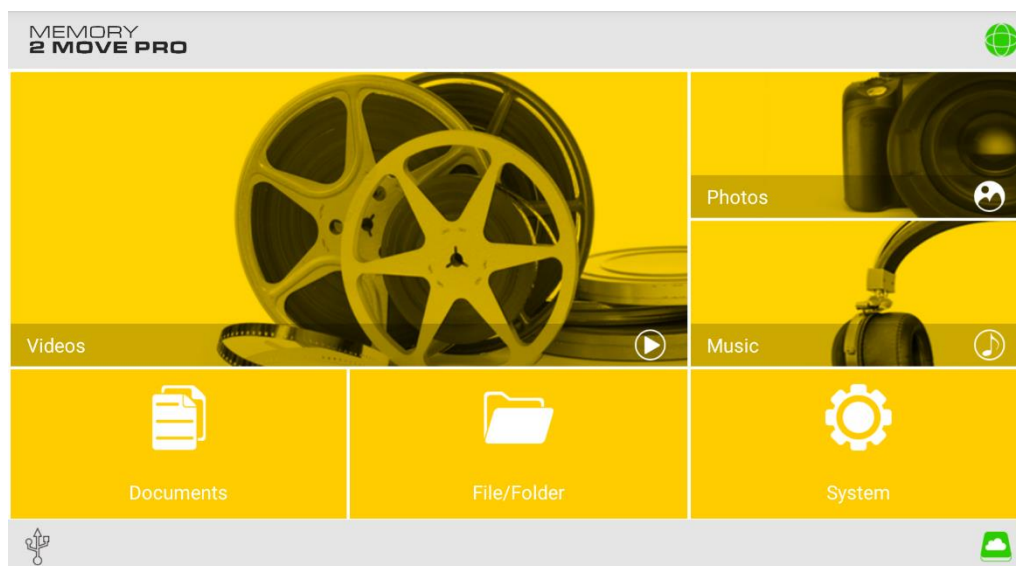 MEMORY
2 MOVE PRO
Photos
Videos
Music
Documents
File/Folder
System